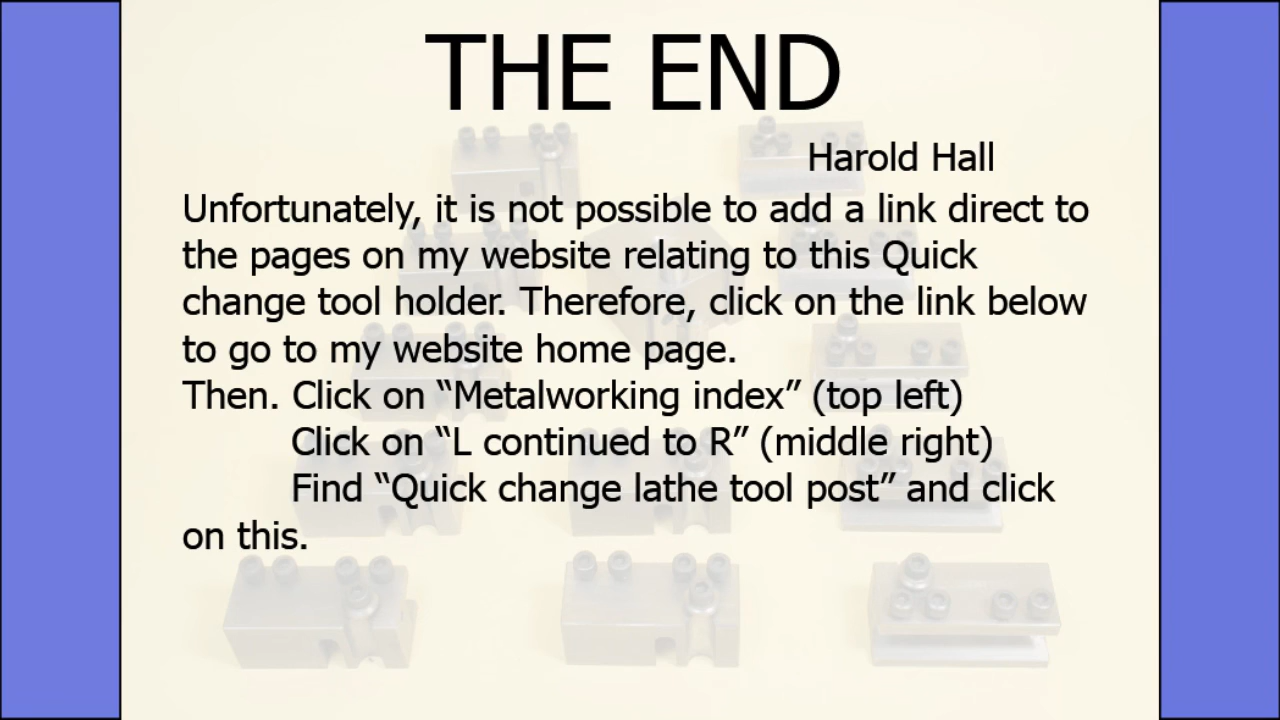 THE END
Harold Hall
Unfortunately, it is not possible to add a link direct to
the pages on my website relating to this Quick
change tool holder. Therefore, click on the link below
to go to my website home page.
Then. Click on “Metalworking index” (top left)
Click on “L continued to R” (middle right)
Find “Quick change lathe tool post” and click
on this.